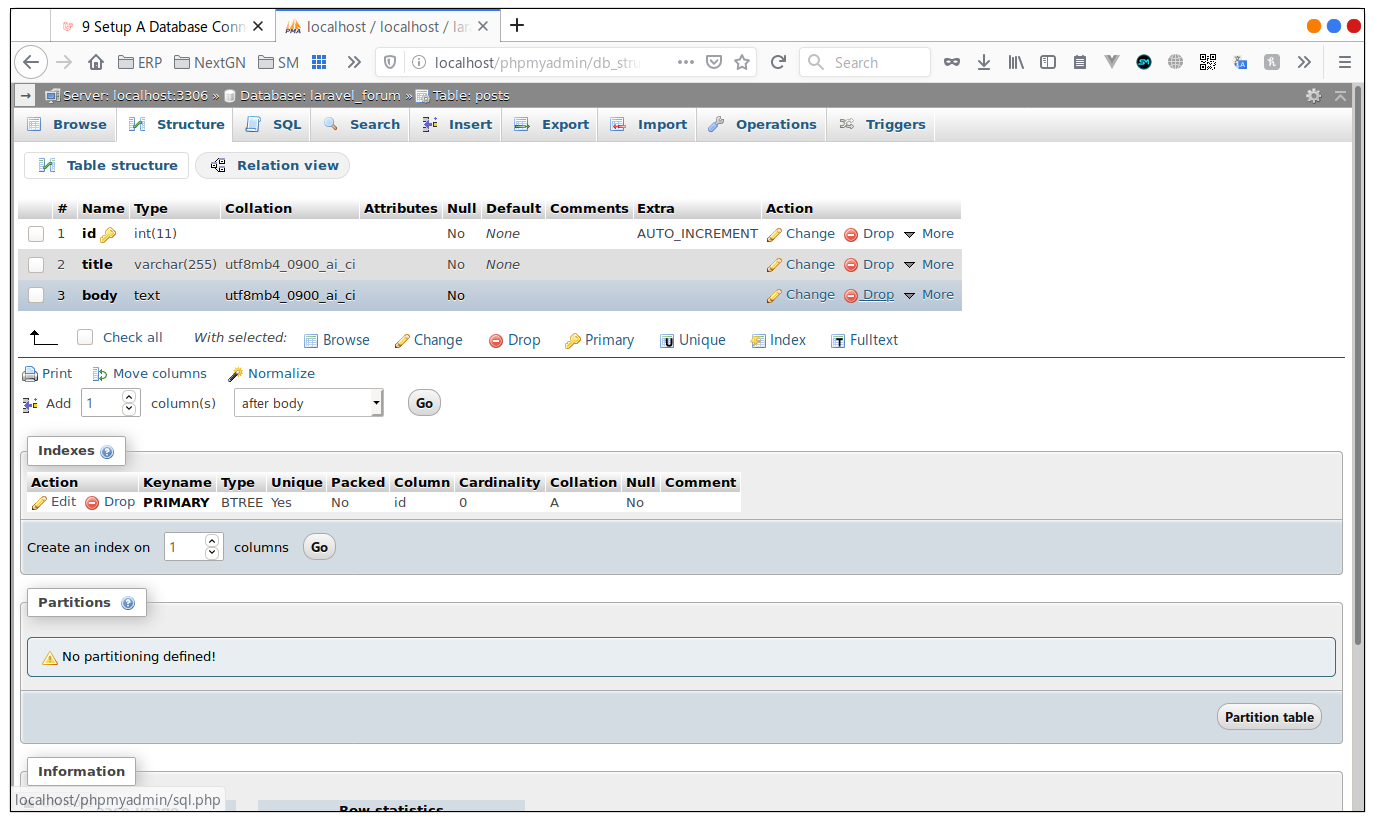 9 Setup A Database Conn
localhost / localhost / lar
ERP NextGN SM localhost/phpmyadmin/db_stru Search
Server: localhost:3306 » Database: laravel_forum » Table: posts
Browse Structure SQL Search Insert Export Import Operations Triggers
Table structure Relation view
# Name Type Collation Attributes Null Default Comments Extra Action
1 id int(11) No None AUTO_INCREMENT Change Drop More
2 title varchar(255) utf8mb4_0900_ai_ci No None Change Drop More
3 body text utf8mb4_0900_ai_ci No Change Drop More
Check all With selected: Browse Change Drop Primary Unique Index Fulltext
Print Move columns Normalize
Add 1 column(s) after body Go
Indexes
Action Keyname Type Unique Packed Column Cardinality Collation Null Comment
Edit Drop PRIMARY BTREE Yes No id 0 A No
Create an index on 1 columns Go
Partitions
No partitioning defined!
Partition table
Information
localhost/phpmyadmin/sql.php
Row statistics